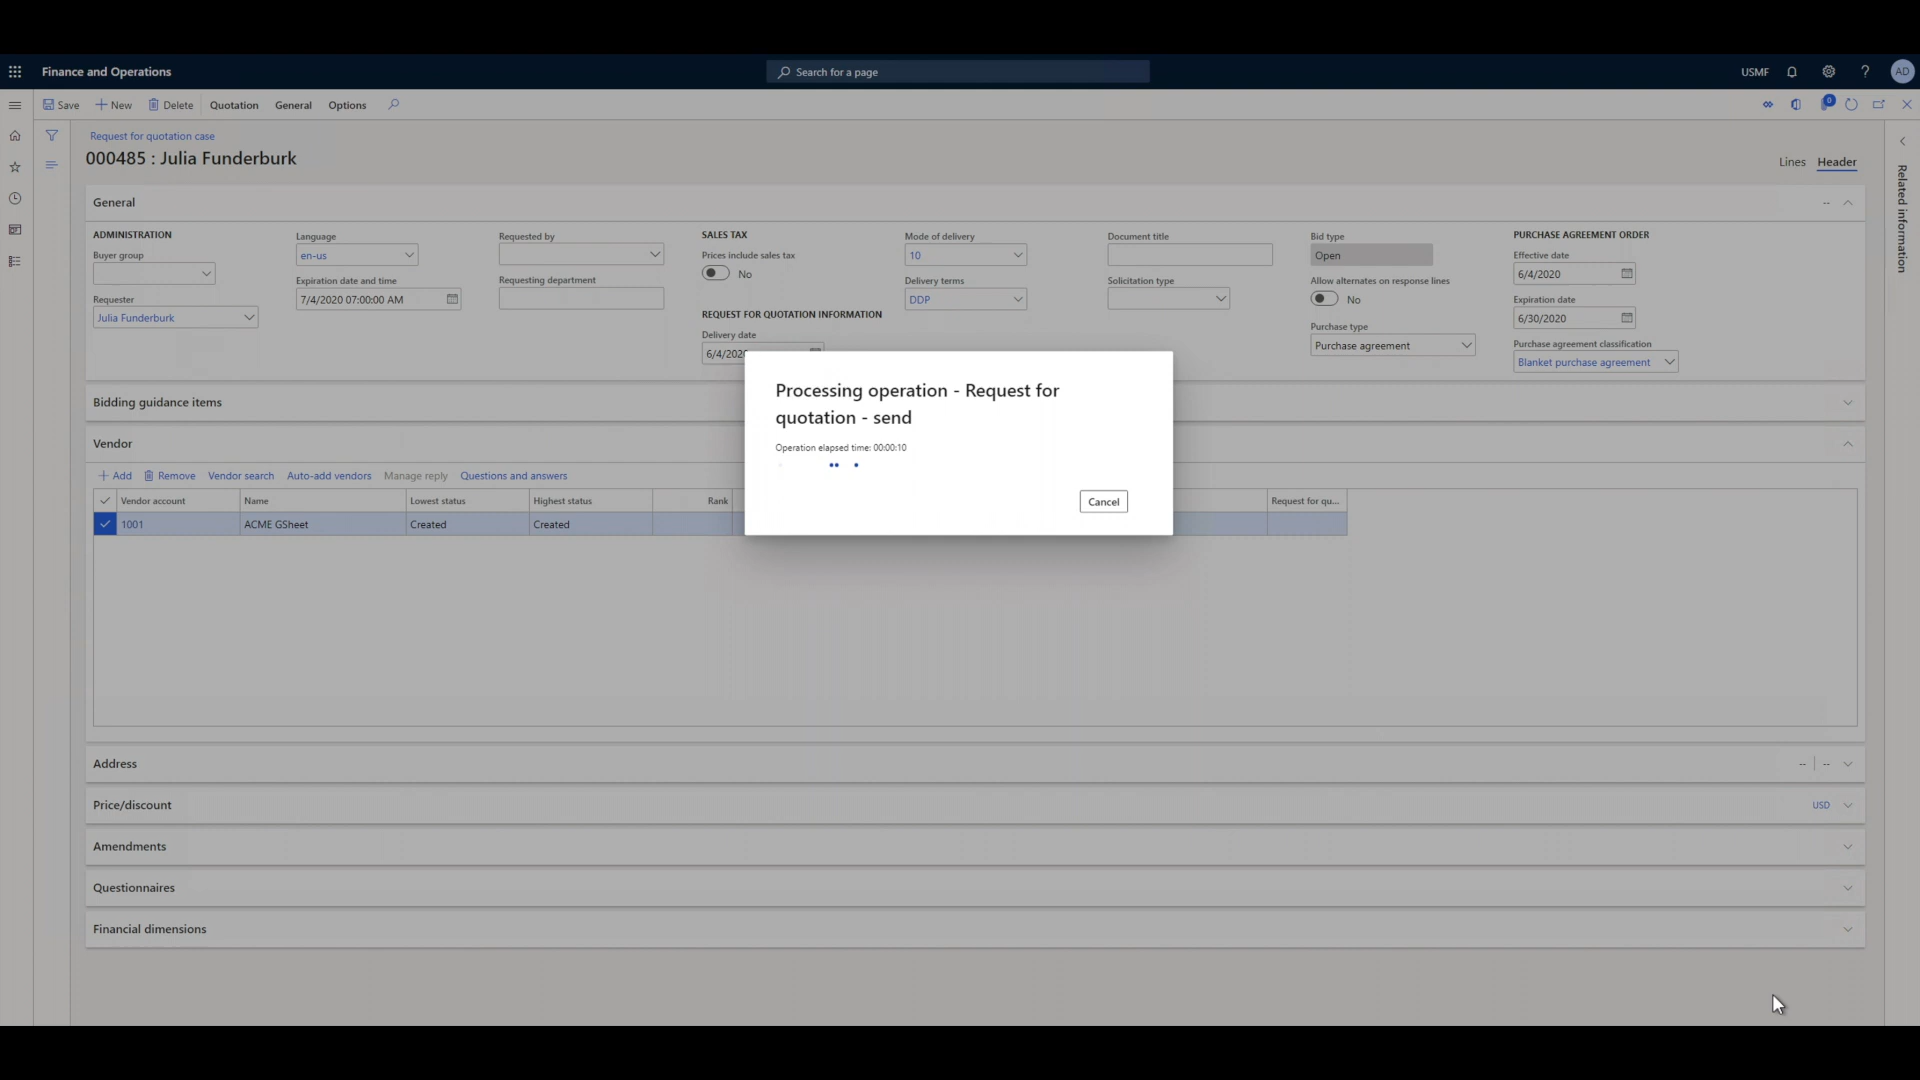 Finance and Operations
Search for a page
USMF
AD
Save
New
Delete
Quotation
General
Options
0
Request for quotation case
000485 : Julia Funderburk
Lines
Header
Related information
General
--
ADMINISTRATION
Buyer group
Requester
Julia Funderburk
Language
en-us
Expiration date and time
7/4/2020 07:00:00 AM
Requested by
Requesting department
SALES TAX
Prices include sales tax
No
REQUEST FOR QUOTATION INFORMATION
Delivery date
6/4/2020
Mode of delivery
10
Delivery terms
DDP
Document title
Solicitation type
Bid type
Open
Allow alternates on response lines
No
Purchase type
Purchase agreement
PURCHASE AGREEMENT ORDER
Effective date
6/4/2020
Expiration date
6/30/2020
Purchase agreement classification
Blanket purchase agreement
Processing operation - Request for
quotation - send
Operation elapsed time: 00:00:10
Cancel
Bidding guidance items
Vendor
Add
Remove
Vendor search
Auto-add vendors
Manage reply
Questions and answers
Vendor account
Name
Lowest status
Highest status
Rank
Request for qu...
1001
ACME GSheet
Created
Created
Address
--
--
Price/discount
USD
Amendments
Questionnaires
Financial dimensions